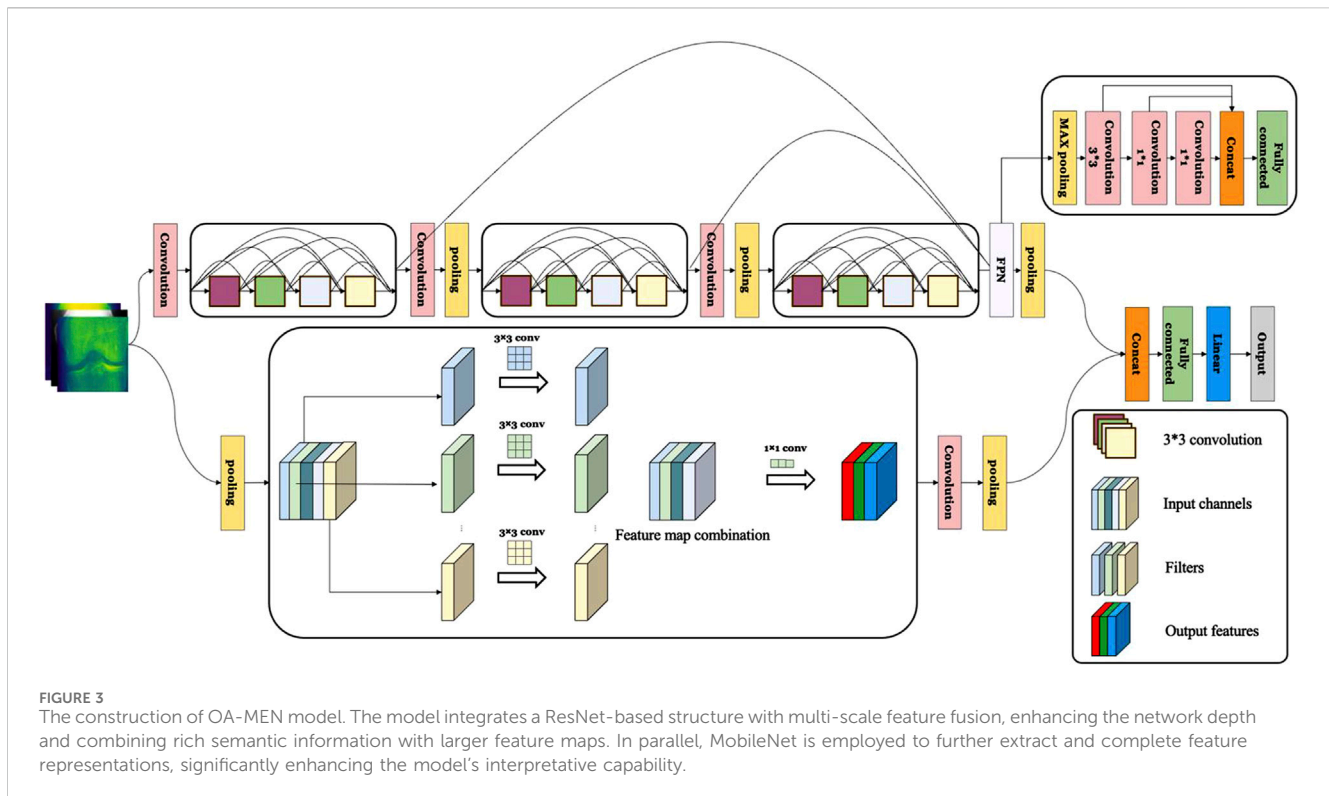 MAX pooling
Convolution
3*3
Convolution
1*1
Convolution
1*1
Concat
Fully
connected
Convolution
Convolution
pooling
Convolution
pooling
FPN
pooling
3×3 conv
3×3 conv
3×3 conv
pooling
Feature map combination
1×1 conv
Convolution
pooling
Concat
Fully
connected
Linear
Output
3*3 convolution
Input channels
Filters
Output features
FIGURE 3
The construction of OA-MEN model. The model integrates a ResNet-based structure with multi-scale feature fusion, enhancing the network depth
and combining rich semantic information with larger feature maps. In parallel, MobileNet is employed to further extract and complete feature
representations, significantly enhancing the model's interpretative capability.